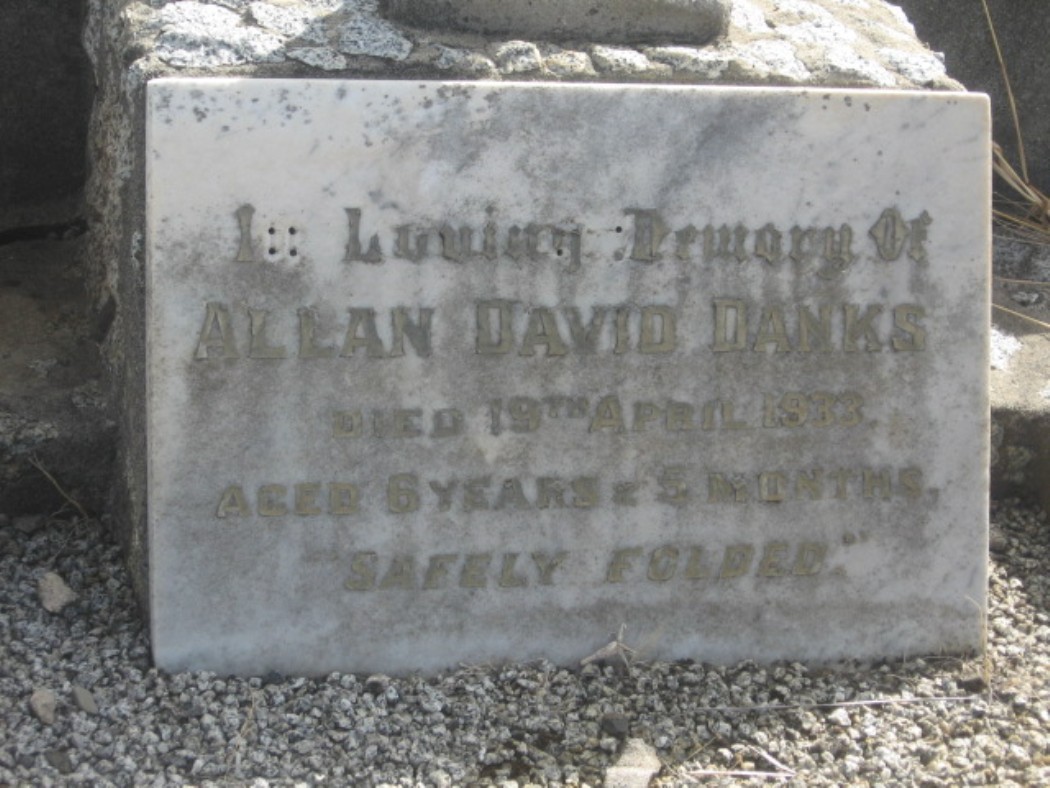 In Loving Memory Of
ALLAN DAVID DANKS
DIED 19TH APRIL 1933.
AGED 6 YEARS & 5 MONTHS.
"SAFELY FOLDED."